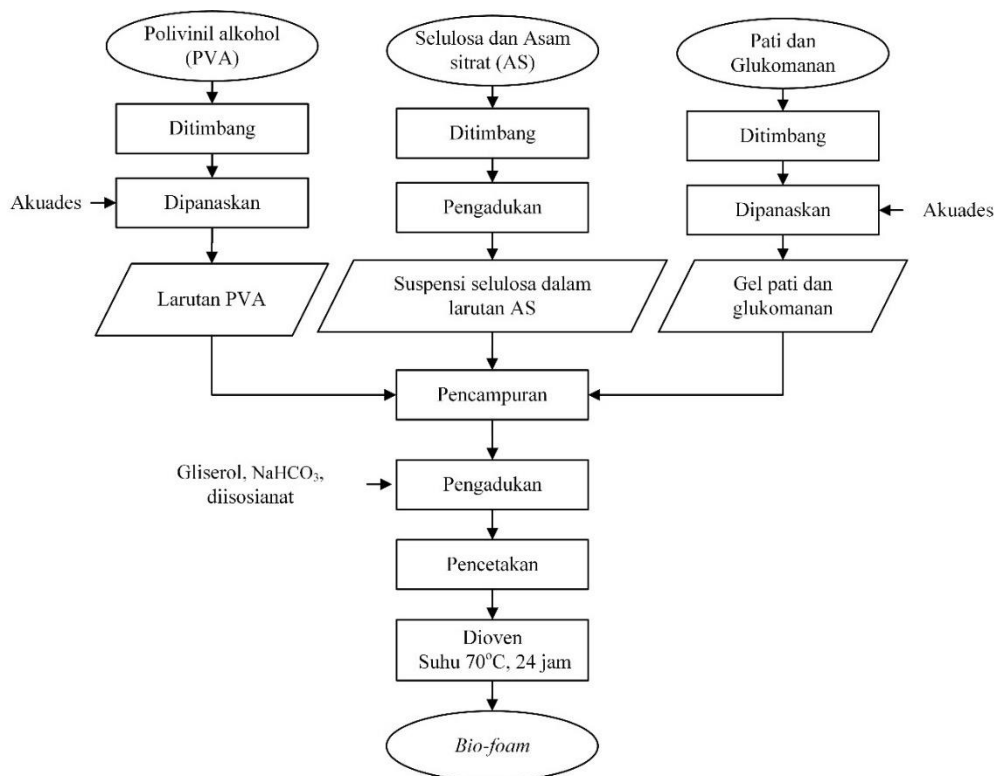 Polivinil alkohol
(PVA)
Selulosa dan Asam
sitrat (AS)
Pati dan
Glukomanan
Ditimbang
Ditimbang
Ditimbang
Akuades
Dipanaskan
Pengadukan
Dipanaskan
Akuades
Larutan PVA
Suspensi selulosa dalam
larutan AS
Gel pati dan
glukomanan
Pencampuran
Gliserol, NaHCO₃,
diisosianat
Pengadukan
Pencetakan
Dioven
Suhu 70°C, 24 jam
Bio-foam